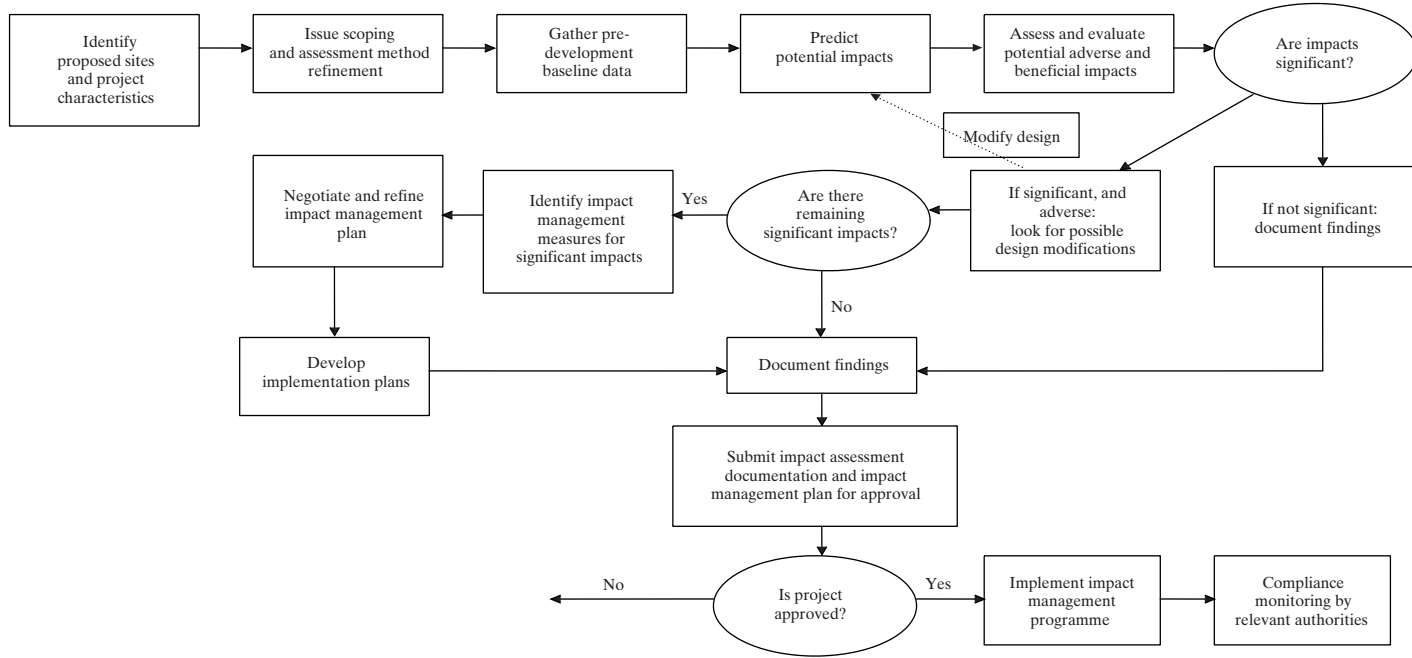 Identify
proposed sites
and project
characteristics
Issue scoping
and assessment method
refinement
Gather pre-
development
baseline data
Predict
potential impacts
Assess and evaluate
potential adverse and
beneficial impacts
Are impacts
significant?
Modify design
Negotiate and refine
impact management
plan
Identify impact
management
measures for
significant impacts
Yes
Are there
remaining
significant impacts?
If significant, and
adverse:
look for possible
design modifications
If not significant:
document findings
No
Develop
implementation plans
Document findings
Submit impact assessment
documentation and impact
management plan for approval
No
Is project
approved?
Yes
Implement impact
management
programme
Compliance
monitoring by
relevant authorities